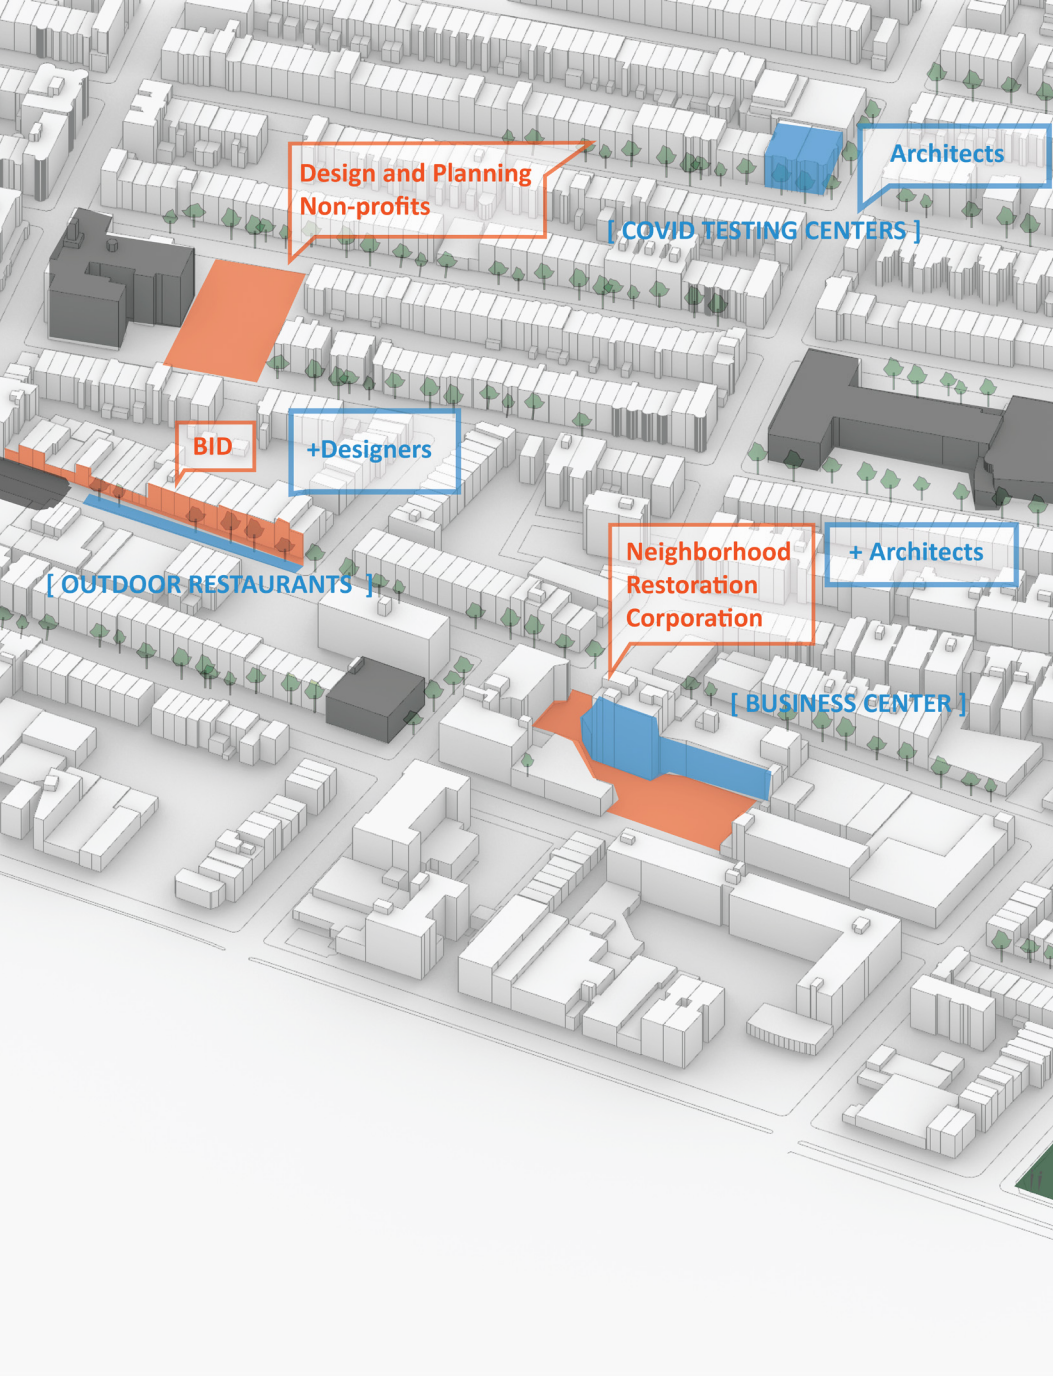 Architects
Design and Planning
Non-profits
[ COVID TESTING CENTERS ]
BID
+Designers
Neighborhood
Restoration
Corporation
+ Architects
[ OUTDOOR RESTAURANTS ]
[ BUSINESS CENTER ]